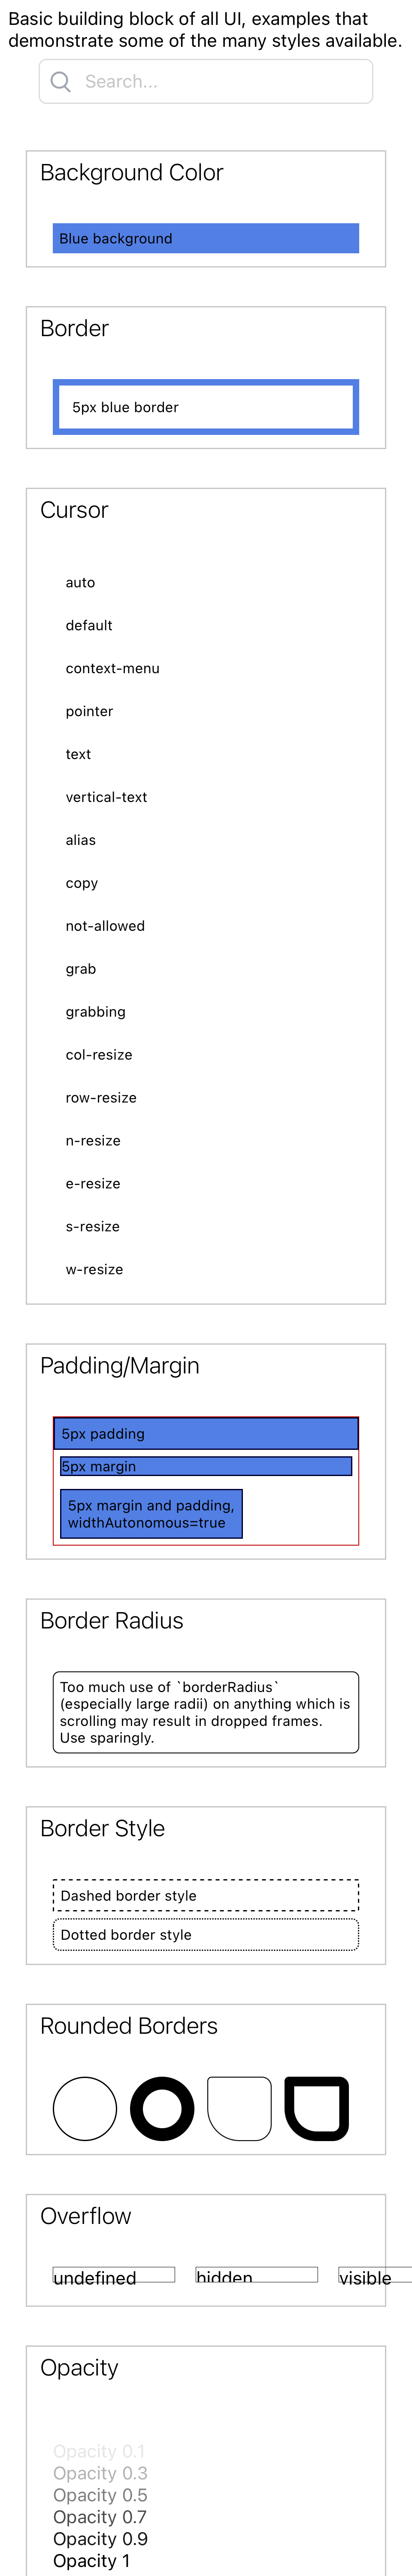 Basic building block of all UI, examples that
demonstrate some of the many styles available.
Search...
Background Color
Blue background
Border
5px blue border
Cursor
auto
default
context-menu
pointer
text
vertical-text
alias
copy
not-allowed
grab
grabbing
col-resize
row-resize
n-resize
e-resize
s-resize
w-resize
Padding/Margin
5px padding
5px margin
5px margin and padding,
widthAutonomous=true
Border Radius
Too much use of `borderRadius`
(especially large radii) on anything which is
scrolling may result in dropped frames.
Use sparingly.
Border Style
Dashed border style
Dotted border style
Rounded Borders
Overflow
undefined hidden visible
Opacity
Opacity 0.1
Opacity 0.3
Opacity 0.5
Opacity 0.7
Opacity 0.9
Opacity 1